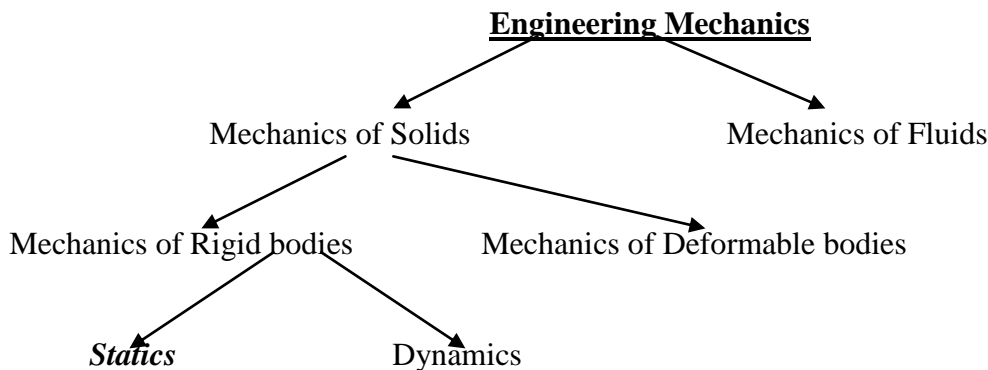 Engineering Mechanics
Mechanics of Solids
Mechanics of Fluids
Mechanics of Rigid bodies
Mechanics of Deformable bodies
Statics
Dynamics